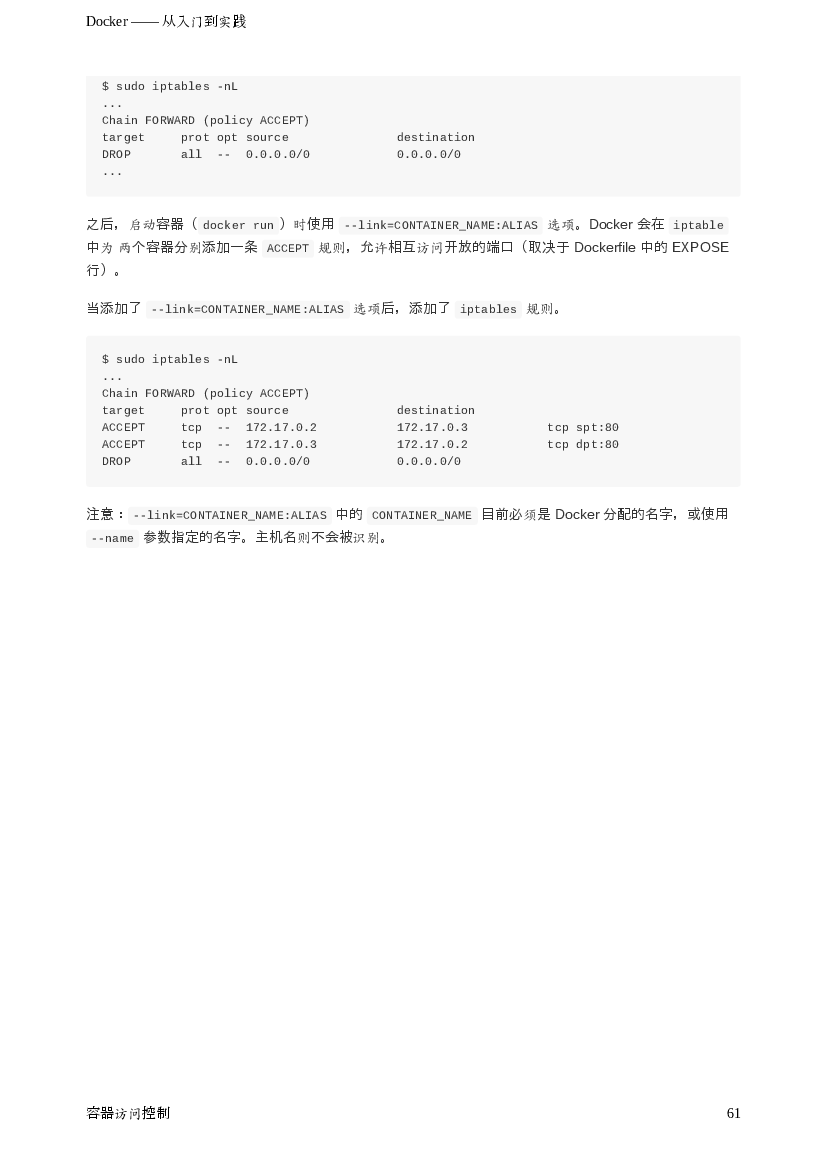 Docker —— 从入门到实践
$ sudo iptables -nL
...
Chain FORWARD (policy ACCEPT)
target     prot opt source               destination
DROP       all  --  0.0.0.0/0            0.0.0.0/0
...
之后，启动容器（ docker run ）时使用 --link=CONTAINER_NAME:ALIAS 选项。Docker 会在 iptable
中为 两个容器分别添加一条 ACCEPT 规则，允许相互访问开放的端口（取决于 Dockerfile 中的 EXPOSE
行）。
当添加了 --link=CONTAINER_NAME:ALIAS 选项后，添加了 iptables 规则。
$ sudo iptables -nL
...
Chain FORWARD (policy ACCEPT)
target     prot opt source               destination
ACCEPT     tcp  --  172.17.0.2           172.17.0.3           tcp spt:80
ACCEPT     tcp  --  172.17.0.3           172.17.0.2           tcp dpt:80
DROP       all  --  0.0.0.0/0            0.0.0.0/0
注意：--link=CONTAINER_NAME:ALIAS 中的 CONTAINER_NAME 目前必须是 Docker 分配的名字，或使用
--name 参数指定的名字。主机名则不会被识别。
容器访问控制 61